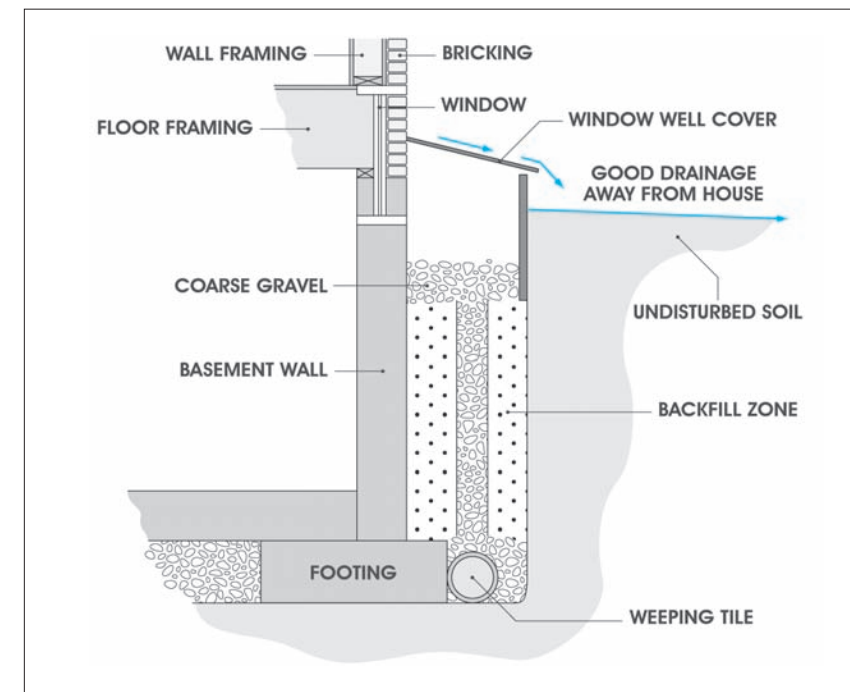 WALL FRAMING
BRICKING
WINDOW
FLOOR FRAMING
WINDOW WELL COVER
GOOD DRAINAGE
AWAY FROM HOUSE
COARSE GRAVEL
UNDISTURBED SOIL
BASEMENT WALL
BACKFILL ZONE
FOOTING
WEEPING TILE